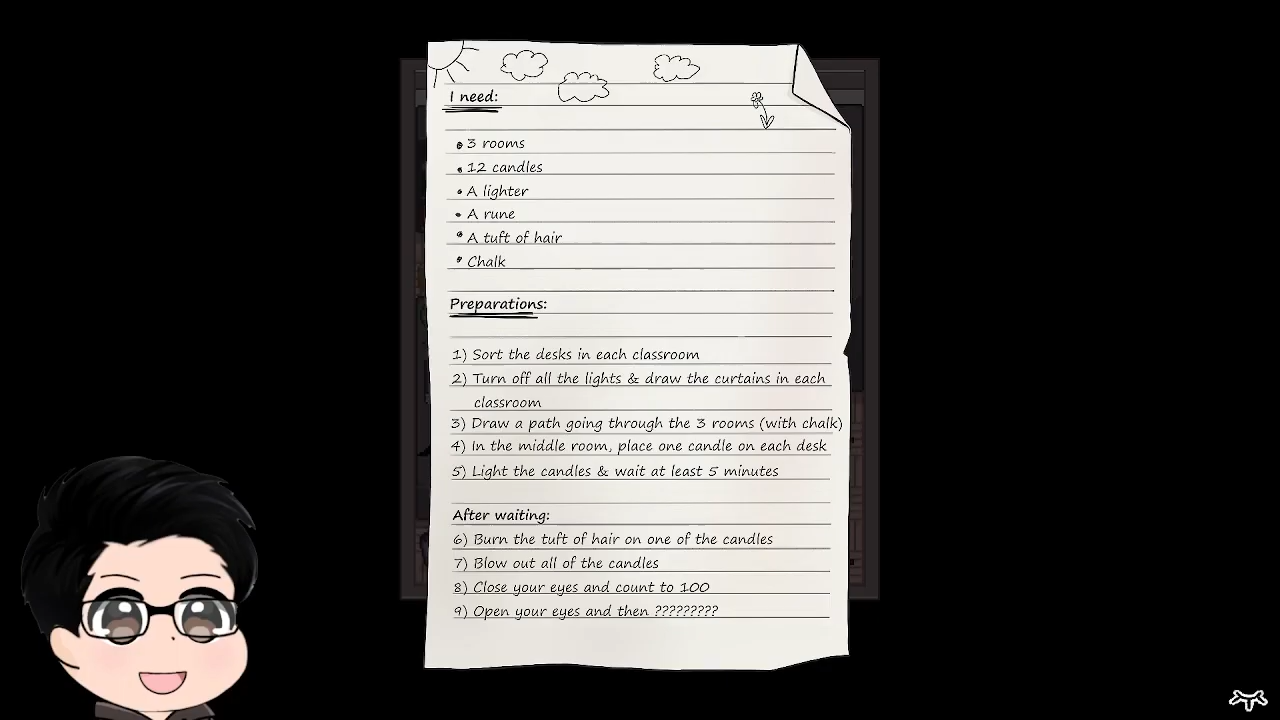 I need:
• 3 rooms
• 12 candles
• A lighter
• A rune
• A tuft of hair
• Chalk
Preparations:
1) Sort the desks in each classroom
2) Turn off all the lights & draw the curtains in each
classroom
3) Draw a path going through the 3 rooms (with chalk)
4) In the middle room, place one candle on each desk
5) Light the candles & wait at least 5 minutes
After waiting:
6) Burn the tuft of hair on one of the candles
7) Blow out all of the candles
8) Close your eyes and count to 100
9) Open your eyes and then ?????????